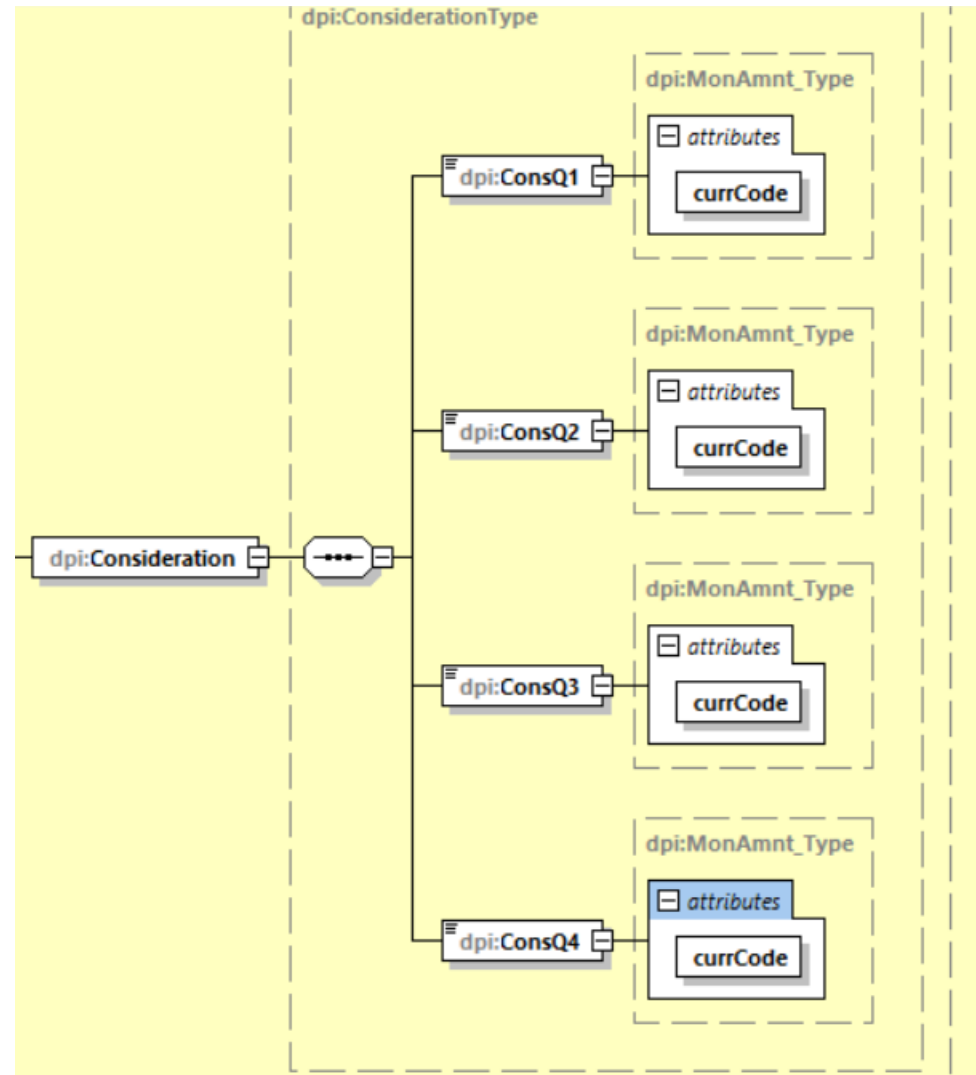 dpi:ConsiderationType
dpi:MonAmnt_Type
attributes
dpi:ConsQ1
currCode
dpi:MonAmnt_Type
attributes
dpi:ConsQ2
currCode
dpi:Consideration
dpi:MonAmnt_Type
attributes
dpi:ConsQ3
currCode
dpi:MonAmnt_Type
attributes
dpi:ConsQ4
currCode